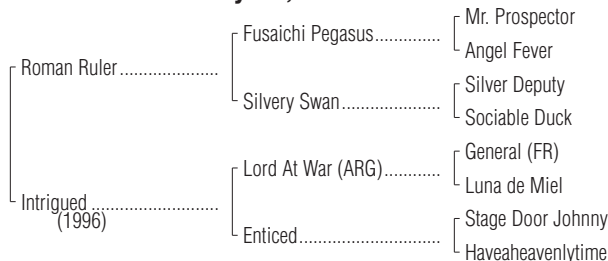 Mr. Prospector
Fusaichi Pegasus
Angel Fever
Roman Ruler
Silver Deputy
Silvery Swan
Sociable Duck
General (FR)
Lord At War (ARG)
Luna de Miel
Intrigued
(1996)
Stage Door Johnny
Enticed
Haveaheavenlytime